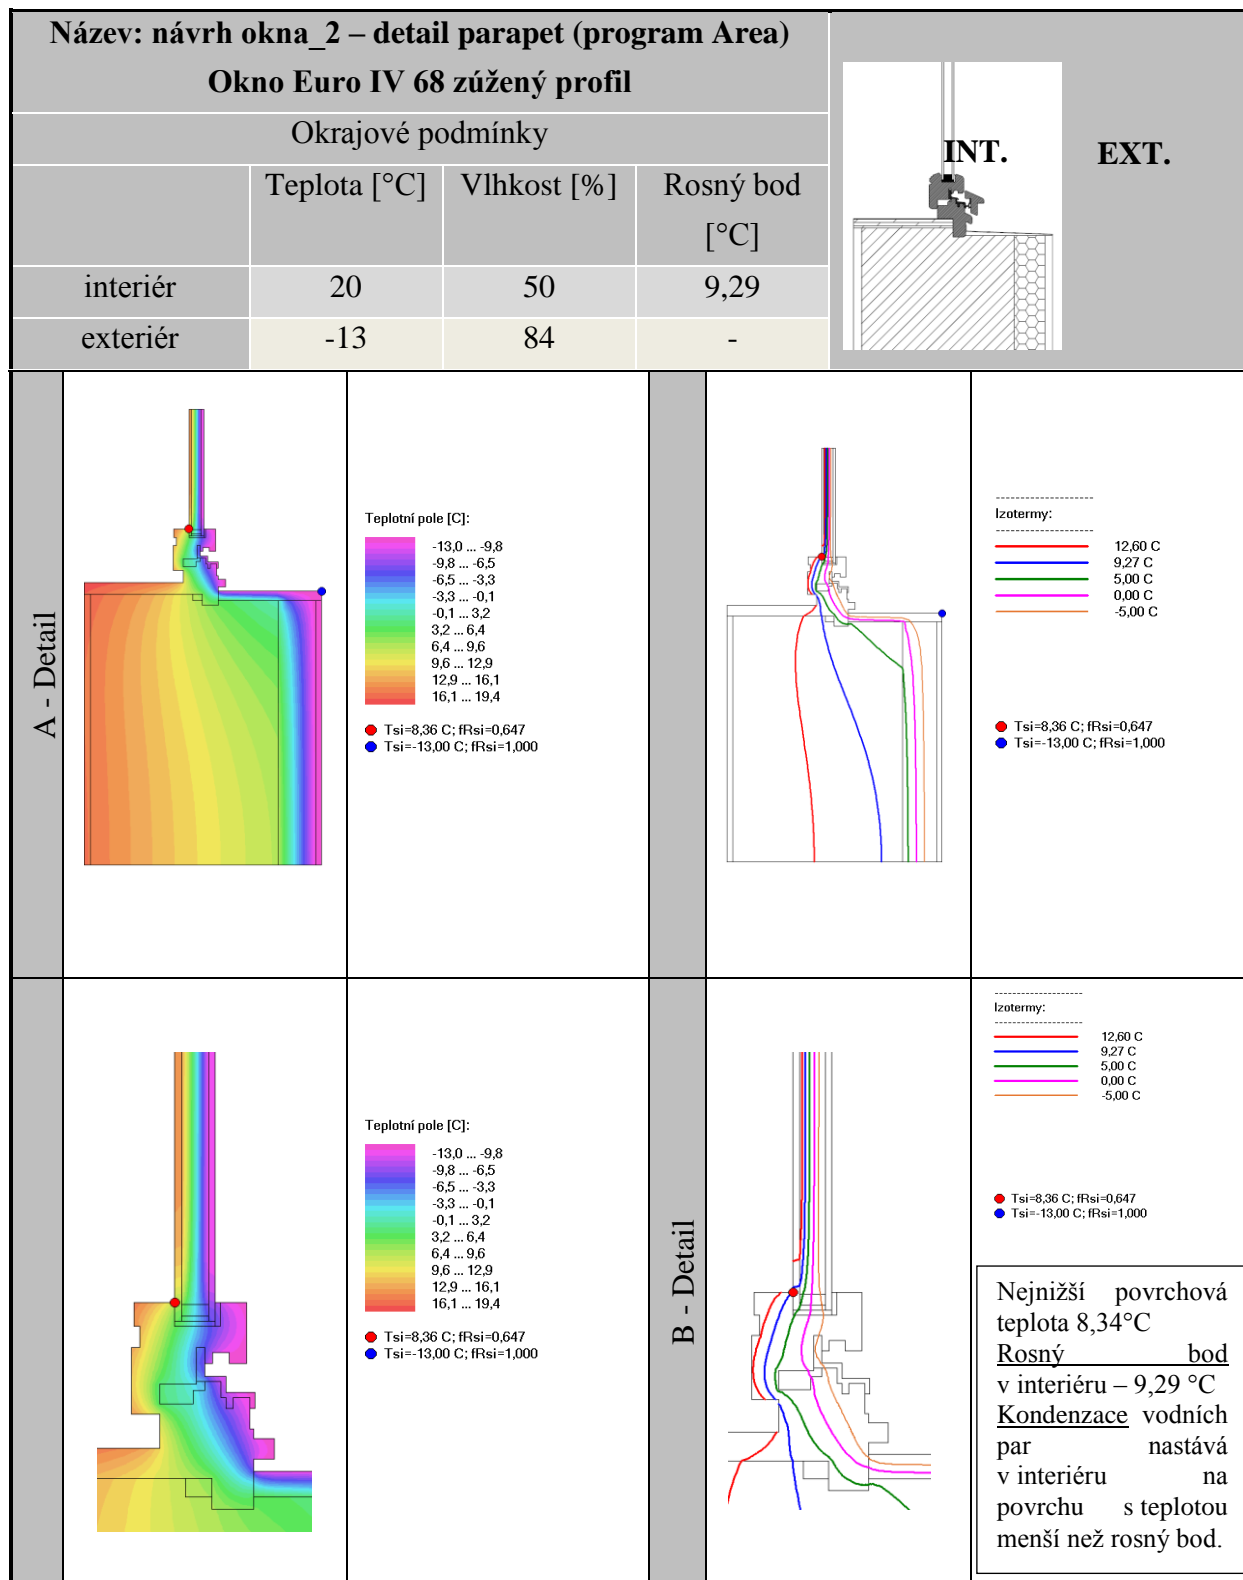 Název: návrh okna_2 – detail parapet (program Area)
Okno Euro IV 68 zúžený profil
Okrajové podmínky
Teplota [°C] Vlhkost [%] Rosný bod
[°C]
interiér 20 50 9,29
exteriér -13 84 -
INT. EXT.
A - Detail
Teplotní pole [C]:
-13,0 ... -9,8
-9,8 ... -6,5
-6,5 ... -3,3
-3,3 ... -0,1
-0,1 ... 3,2
3,2 ... 6,4
6,4 ... 9,6
9,6 ... 12,9
12,9 ... 16,1
16,1 ... 19,4
Tsi=8,36 C; fRsi=0,647
Tsi=-13,00 C; fRsi=1,000
--------------------
Izotermy:
--------------------
12,60 C
9,27 C
5,00 C
0,00 C
-5,00 C
Tsi=8,36 C; fRsi=0,647
Tsi=-13,00 C; fRsi=1,000
Teplotní pole [C]:
-13,0 ... -9,8
-9,8 ... -6,5
-6,5 ... -3,3
-3,3 ... -0,1
-0,1 ... 3,2
3,2 ... 6,4
6,4 ... 9,6
9,6 ... 12,9
12,9 ... 16,1
16,1 ... 19,4
Tsi=8,36 C; fRsi=0,647
Tsi=-13,00 C; fRsi=1,000
B - Detail
--------------------
Izotermy:
--------------------
12,60 C
9,27 C
5,00 C
0,00 C
-5,00 C
Tsi=8,36 C; fRsi=0,647
Tsi=-13,00 C; fRsi=1,000
Nejnižší povrchová
teplota 8,34°C
Rosný bod
v interiéru – 9,29 °C
Kondenzace vodních
par nastává
v interiéru na
povrchu s teplotou
menší než rosný bod.